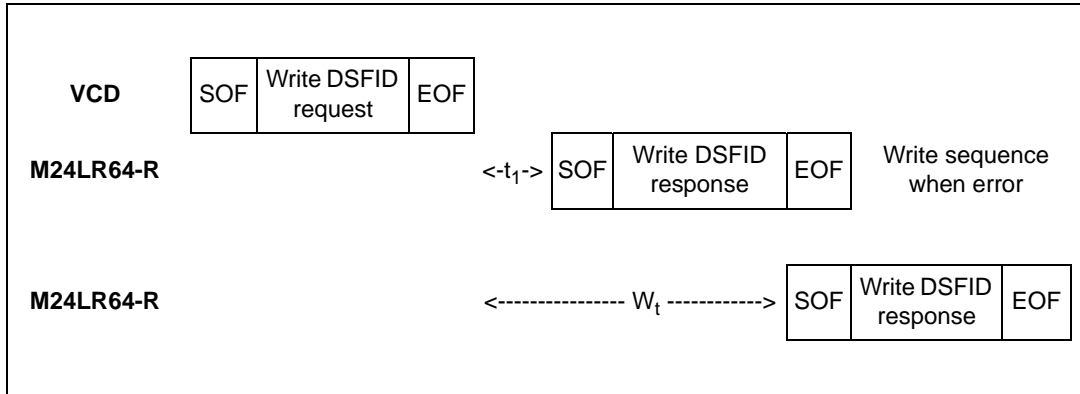 VCD SOF Write DSFID request EOF
M24LR64-R <-t1-> SOF Write DSFID response EOF Write sequence when error
M24LR64-R <---------------- Wt ------------> SOF Write DSFID response EOF